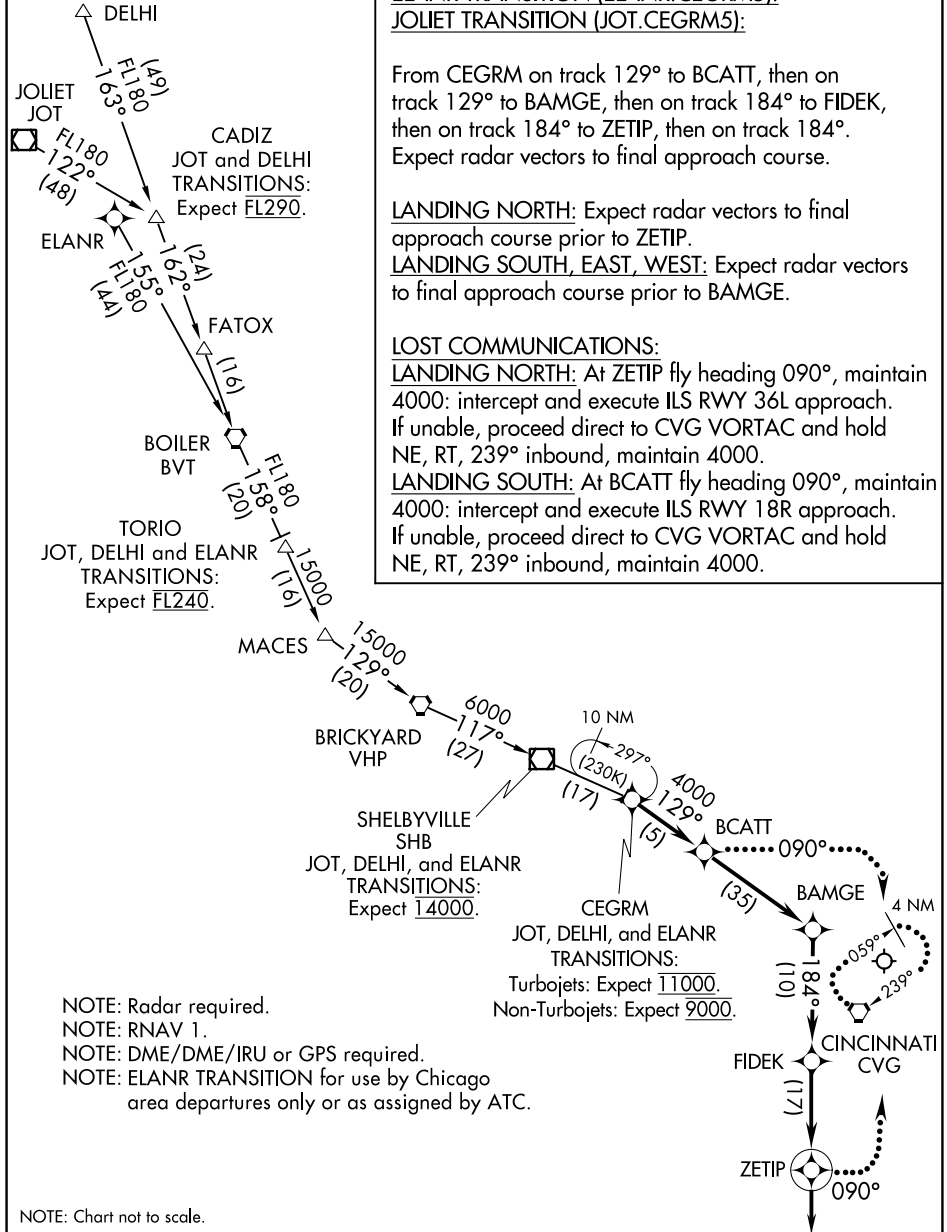 JOLIET TRANSITION (JOT.CEGRM5):
From CEGRM on track 129° to BCATT, then on
track 129° to BAMGE, then on track 184° to FIDEK,
then on track 184° to ZETIP, then on track 184°.
Expect radar vectors to final approach course.
LANDING NORTH: Expect radar vectors to final
approach course prior to ZETIP.
LANDING SOUTH, EAST, WEST: Expect radar vectors
to final approach course prior to BAMGE.
LOST COMMUNICATIONS:
LANDING NORTH: At ZETIP fly heading 090°, maintain
4000: intercept and execute ILS RWY 36L approach.
If unable, proceed direct to CVG VORTAC and hold
NE, RT, 239° inbound, maintain 4000.
LANDING SOUTH: At BCATT fly heading 090°, maintain
4000: intercept and execute ILS RWY 18R approach.
If unable, proceed direct to CVG VORTAC and hold
NE, RT, 239° inbound, maintain 4000.
DELHI
(49)
FL180
163°
JOLIET
JOT
FL180
122°
(48)
CADIZ
JOT and DELHI
TRANSITIONS:
Expect FL290.
ELANR
155°
FL180
(44)
(24)
162°
FATOX
(16)
BOILER
BVT
FL180
158°
(20)
TORIO
JOT, DELHI and ELANR
TRANSITIONS:
Expect FL240.
15000
(16)
MACES
15000
129°
(20)
BRICKYARD
VHP
6000
117°
(27)
10 NM
297°
(230K)
(17)
SHELBYVILLE
SHB
JOT, DELHI, and ELANR
TRANSITIONS:
Expect 14000.
4000
129°
(5)
BCATT
090°
CEGRM
JOT, DELHI, and ELANR
TRANSITIONS:
Turbojets: Expect 11000.
Non-Turbojets: Expect 9000.
(35)
BAMGE
4 NM
059°
239°
184°
(10)
CINCINNATI
CVG
FIDEK
(17)
ZETIP
090°
NOTE: Radar required.
NOTE: RNAV 1.
NOTE: DME/DME/IRU or GPS required.
NOTE: ELANR TRANSITION for use by Chicago
area departures only or as assigned by ATC.
NOTE: Chart not to scale.